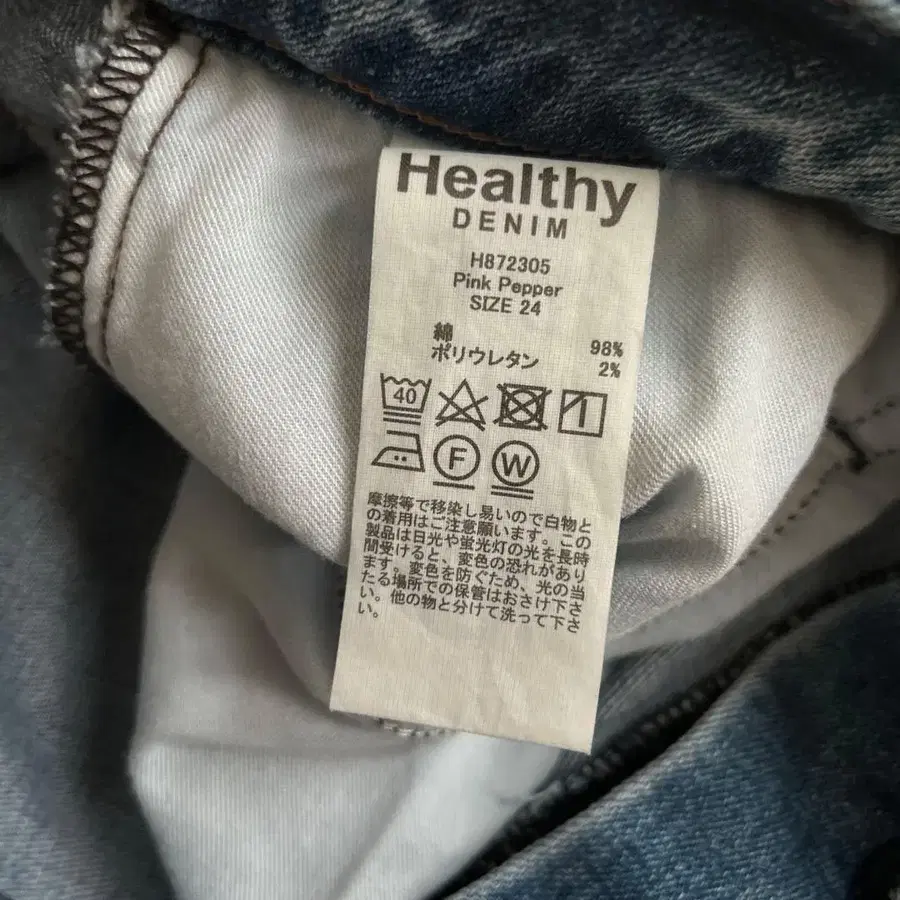 Healthy
DENIM
H872305
Pink Pepper
SIZE 24
綿 98%
ポリウレタン 2%
40
F W
摩擦等で移染し易いので白物と
の着用はご注意願います。この
製品は日光や蛍光灯の光を長時
間受けると、変色の恐れがあり
ます。変色を防ぐため、光の当
たる場所での保管はおさけ下さ
い。他の物と分けて洗って下さ
い。